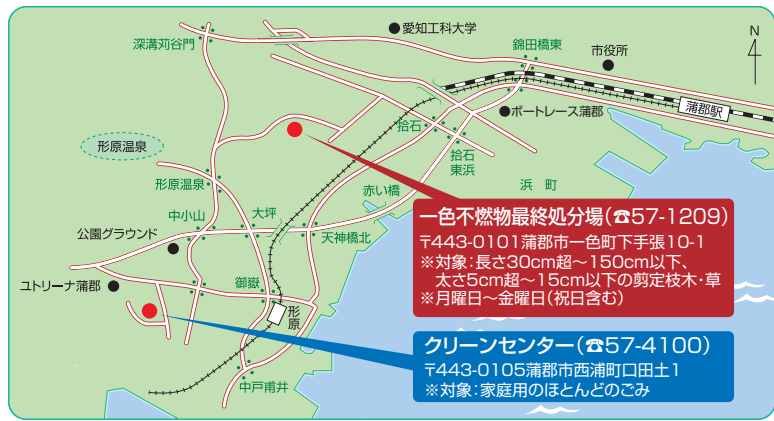 深溝苅谷門
愛知工科大学
錦田橋東
市役所
N
蒲郡駅
ボートレース蒲郡
拾石
拾石
東浜
形原温泉
形原温泉
赤い橋
浜 町
中小山
大坪
公園グラウンド
天神橋北
ユトリーナ蒲郡
御嶽
形原
中戸甫井
一色不燃物最終処分場(☎57-1209)
〒443-0101蒲郡市一色町下手張10-1
※対象:長さ30cm超~150cm以下、
太さ5cm超~15cm以下の剪定枝木・草
※月曜日~金曜日(祝日含む)
クリーンセンター(☎57-4100)
〒443-0105蒲郡市西浦町口田土1
※対象:家庭用のほとんどのごみ